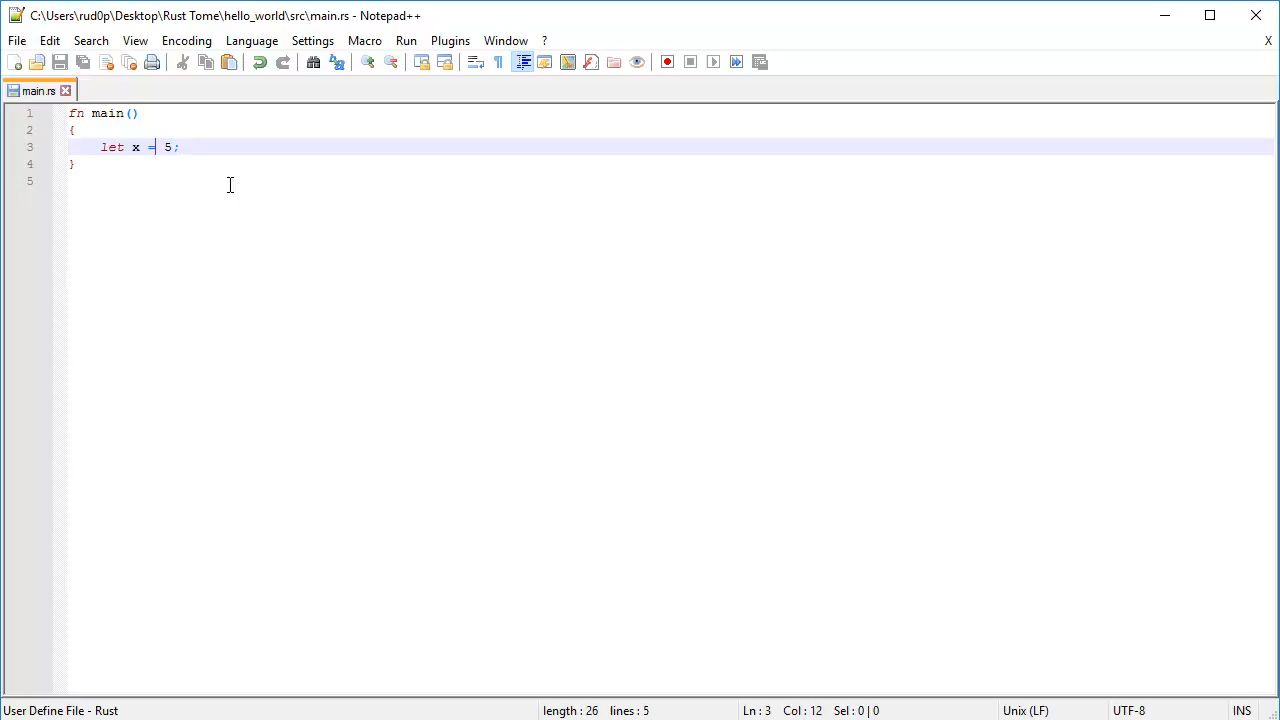 C:\Users\rud0p\Desktop\Rust Tome\hello_world\src\main.rs - Notepad++
File Edit Search View Encoding Language Settings Macro Run Plugins Window ? X
main.rs
1 fn main()
2 {
3 let x = 5;
4 }
5
User Define File - Rust length : 26 lines : 5 Ln : 3 Col : 12 Sel : 0 | 0 Unix (LF) UTF-8 INS